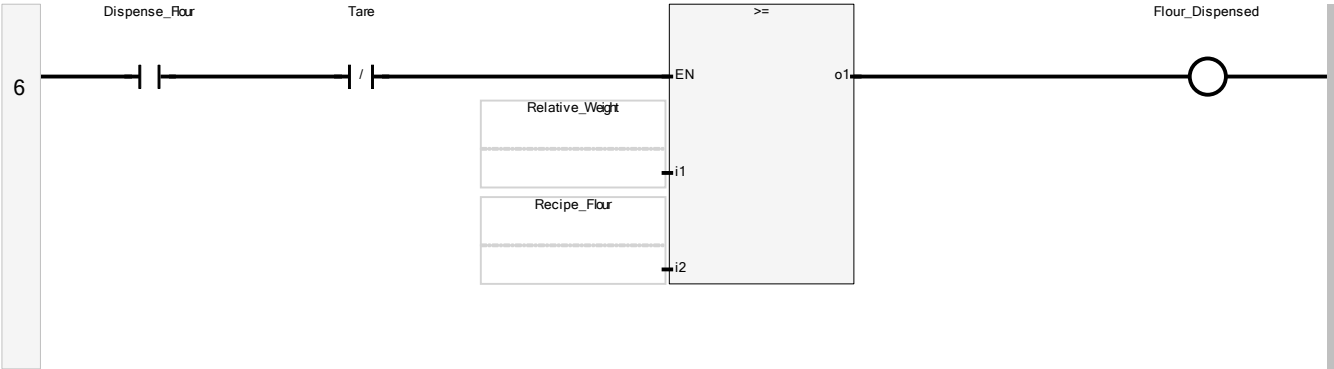 Dispense_Flour
Tare
>=
Flour_Dispensed
6
/
EN
o1
Relative_Weight
i1
Recipe_Flour
i2